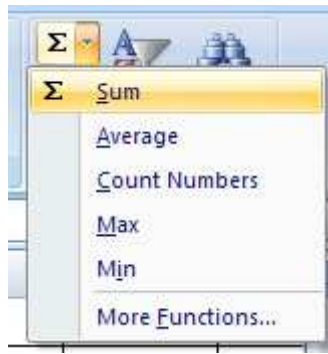 Σ
Σ Sum
Average
Count Numbers
Max
Min
More Functions...